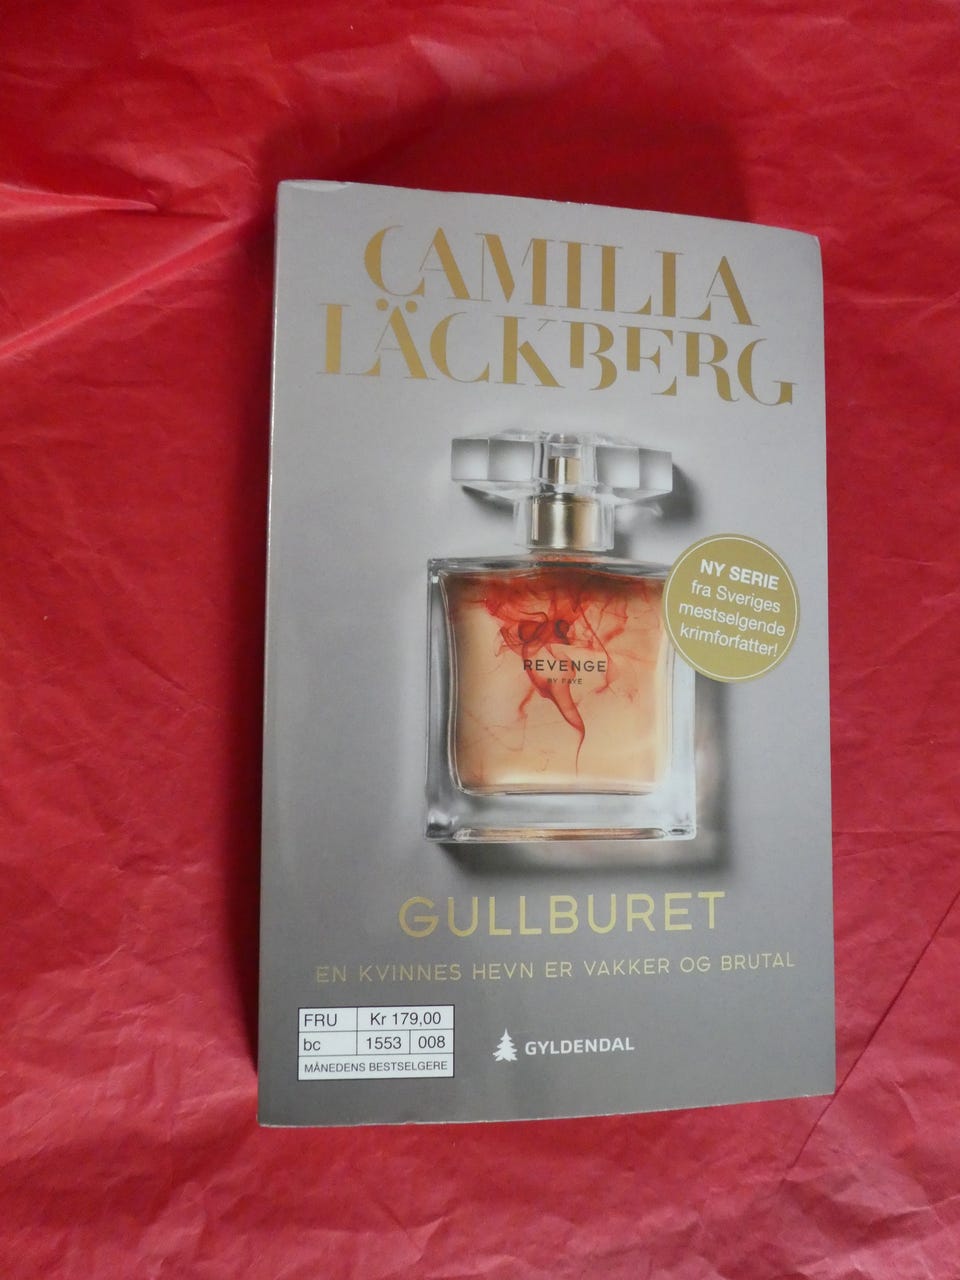 CAMILLA
LÄCKBERG
NY SERIE
fra Sveriges
mestselgende
krimforfatter!
REVENGE
BY FAYE
GULLBURET
EN KVINNES HEVN ER VAKKER OG BRUTAL
FRU Kr 179,00
bc 1553 008
MÅNEDENS BESTSELGERE
GYLDENDAL